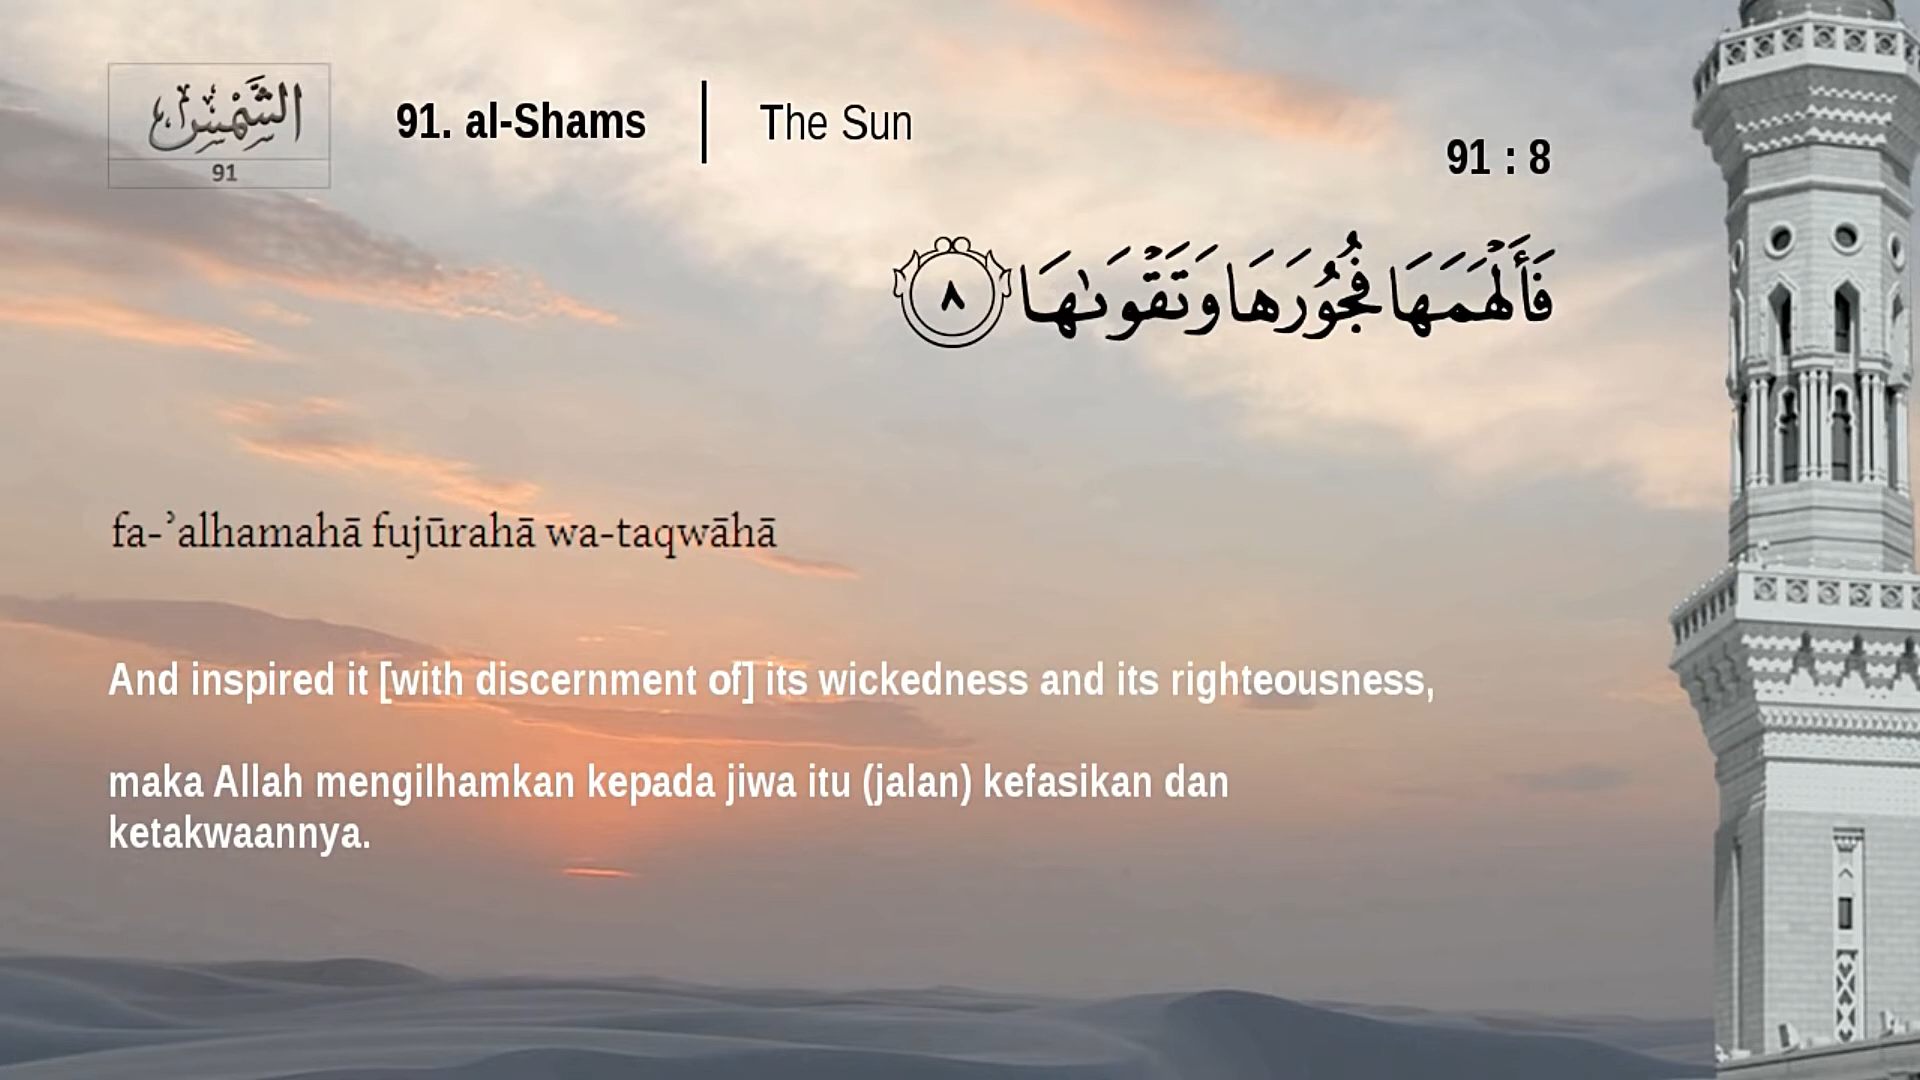 الشَّمْس
91
91. al-Shams
The Sun
91 : 8
فَأَلْهَمَهَا فُجُورَهَا وَتَقْوَىٰهَا ٨
fa-ʾalhamahā fujūrahā wa-taqwāhā
And inspired it [with discernment of] its wickedness and its righteousness,
maka Allah mengilhamkan kepada jiwa itu (jalan) kefasikan dan
ketakwaannya.